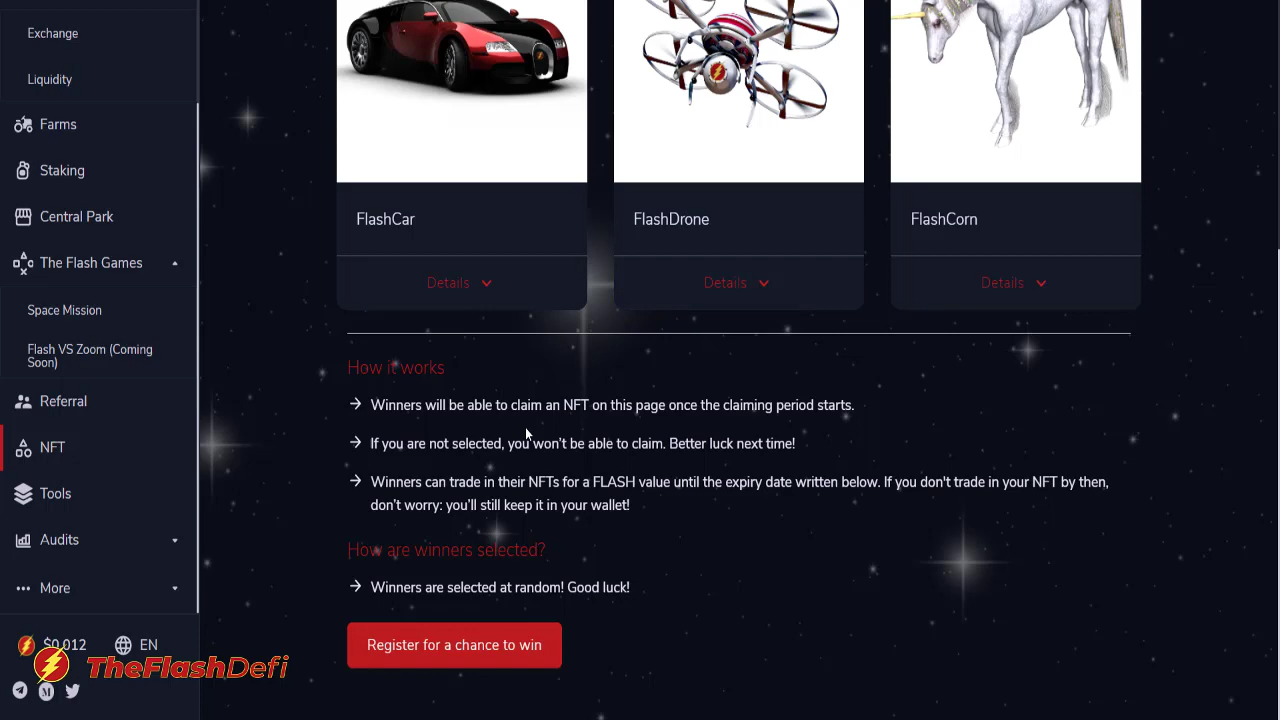 Exchange
Liquidity
Farms
Staking
Central Park
The Flash Games
Space Mission
Flash VS Zoom (Coming
Soon)
Referral
NFT
Tools
Audits
More
$0.012
EN
TheFlashDefi
FlashCar
FlashDrone
FlashCorn
Details
Details
Details
How it works
Winners will be able to claim an NFT on this page once the claiming period starts.
If you are not selected, you won't be able to claim. Better luck next time!
Winners can trade in their NFTs for a FLASH value until the expiry date written below. If you don't trade in your NFT by then,
don't worry: you'll still keep it in your wallet!
How are winners selected?
Winners are selected at random! Good luck!
Register for a chance to win